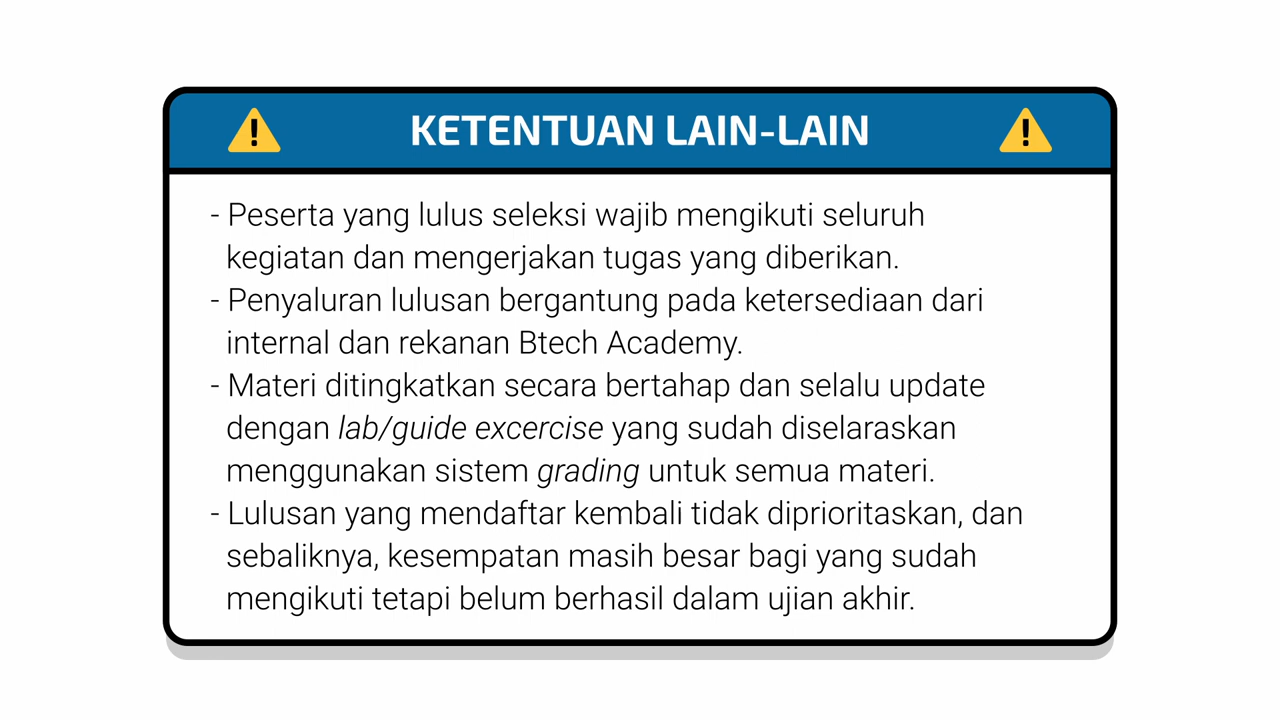 KETENTUAN LAIN-LAIN
- Peserta yang lulus seleksi wajib mengikuti seluruh
kegiatan dan mengerjakan tugas yang diberikan.
- Penyaluran lulusan bergantung pada ketersediaan dari
internal dan rekanan Btech Academy.
- Materi ditingkatkan secara bertahap dan selalu update
dengan lab/guide excercise yang sudah diselaraskan
menggunakan sistem grading untuk semua materi.
- Lulusan yang mendaftar kembali tidak diprioritaskan, dan
sebaliknya, kesempatan masih besar bagi yang sudah
mengikuti tetapi belum berhasil dalam ujian akhir.